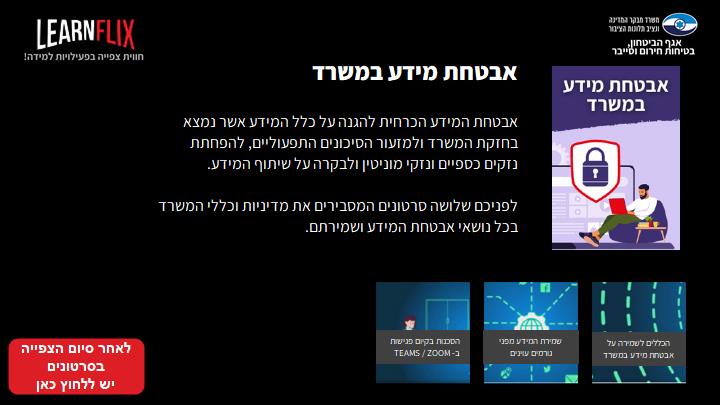 LEARNFLIX
חווית צפייה בפעילויות למידה!
משרד מבקר המדינה
ונציב תלונות הציבור
אגף הביטחון,
בטיחות חירום וסייבר
אבטחת מידע במשרד
אבטחת המידע הכרחית להגנה על כלל המידע אשר נמצא
בחזקת המשרד ולמזעור הסיכונים התפעוליים, להפחתת
נזקים כספיים ונזקי מוניטין ולבקרה על שיתוף המידע.
לפניכם שלושה סרטונים המסבירים את מדיניות וכללי המשרד
בכל נושאי אבטחת המידע ושמירתם.
אבטחת מידע
במשרד
הכללים לשמירה על
אבטחת מידע במשרד
שמירת המידע מפני
גורמים עוינים
הסכנות בקיום פגישות
ב- TEAMS / ZOOM
לאחר סיום הצפייה
בסרטונים
יש ללחוץ כאן